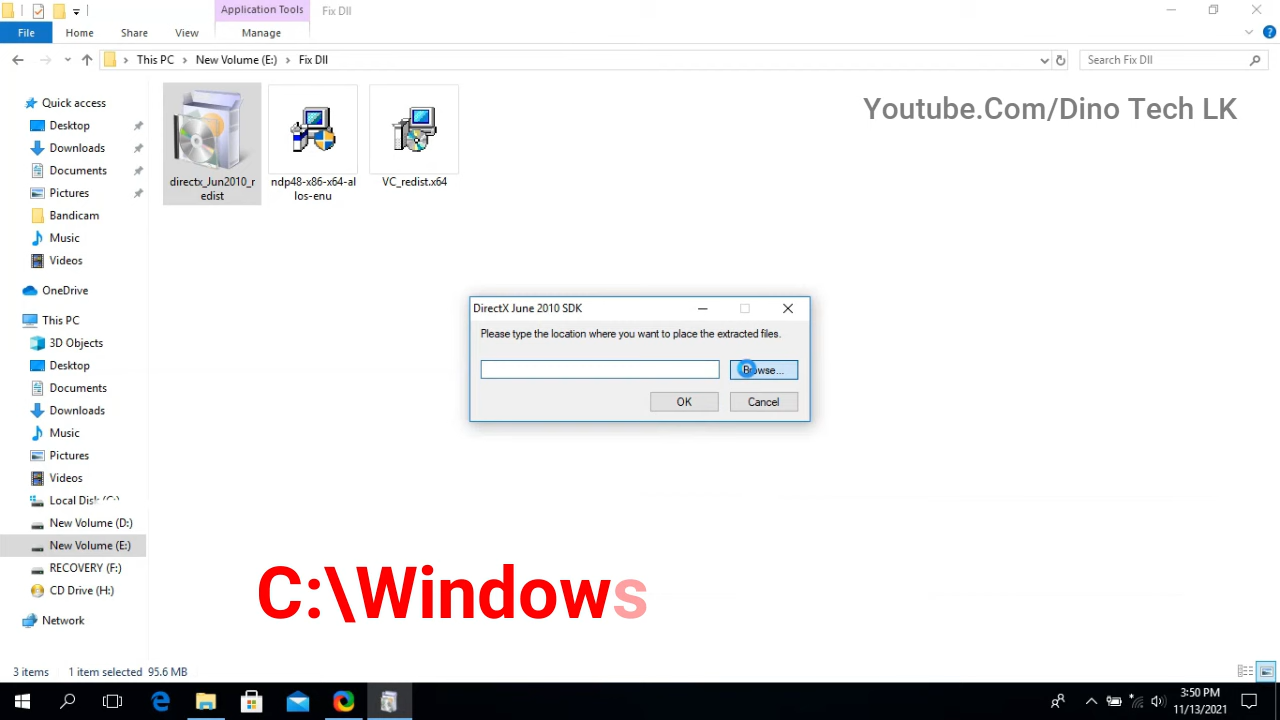 Application Tools
Fix Dll
File
Home
Share
View
Manage
This PC
New Volume (E:)
Fix Dll
Search Fix Dll
Quick access
Desktop
Downloads
Documents
Pictures
Bandicam
Music
Videos
OneDrive
This PC
3D Objects
Desktop
Documents
Downloads
Music
Pictures
Videos
Local Disk (C:)
New Volume (D:)
New Volume (E:)
RECOVERY (F:)
CD Drive (H:)
Network
directx_Jun2010_r
edist
ndp48-x86-x64-al
los-enu
VC_redist.x64
Youtube.Com/Dino Tech LK
DirectX June 2010 SDK
Please type the location where you want to place the extracted files.
Browse...
OK
Cancel
C:\Windows
3 items
1 item selected 95.6 MB
3:50 PM
11/13/2021